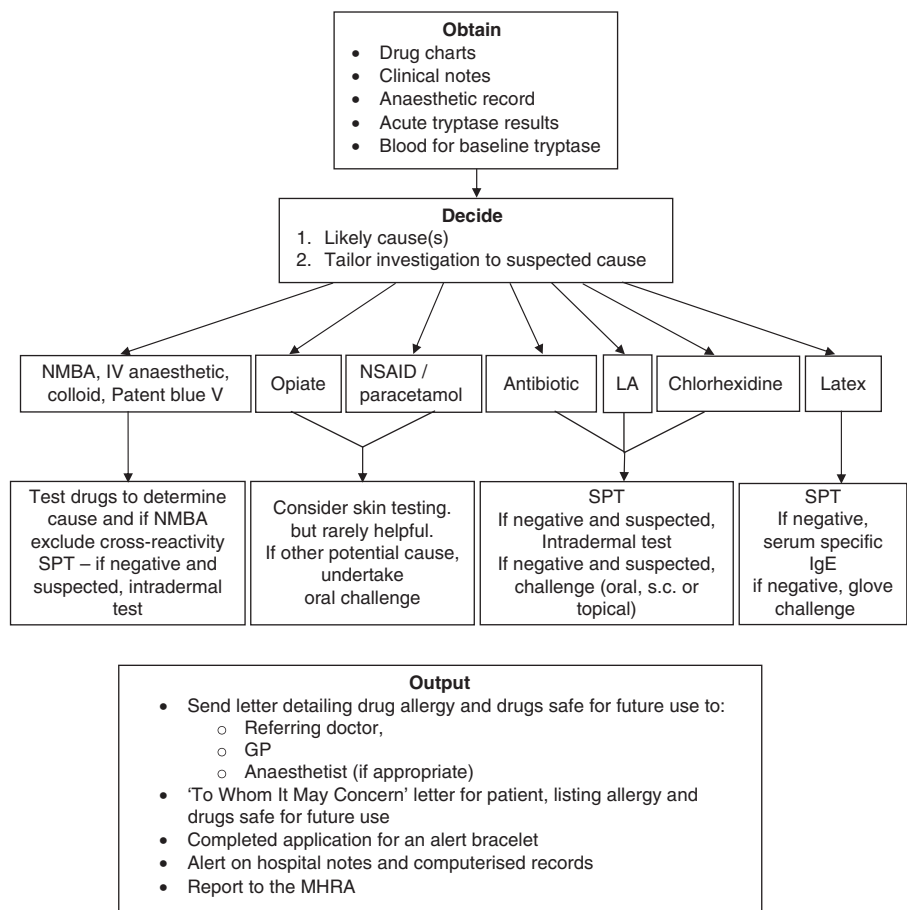 Obtain
• Drug charts
• Clinical notes
• Anaesthetic record
• Acute tryptase results
• Blood for baseline tryptase
Decide
1. Likely cause(s)
2. Tailor investigation to suspected cause
NMBA, IV anaesthetic,
colloid, Patent blue V
Opiate
NSAID /
paracetamol
Antibiotic
LA
Chlorhexidine
Latex
Test drugs to determine
cause and if NMBA
exclude cross-reactivity
SPT – if negative and
suspected, intradermal
test
Consider skin testing.
but rarely helpful.
If other potential cause,
undertake
oral challenge
SPT
If negative and suspected,
Intradermal test
If negative and suspected,
challenge (oral, s.c. or
topical)
SPT
If negative,
serum specific
IgE
if negative, glove
challenge
Output
• Send letter detailing drug allergy and drugs safe for future use to:
○ Referring doctor,
○ GP
○ Anaesthetist (if appropriate)
• ‘To Whom It May Concern’ letter for patient, listing allergy and
drugs safe for future use
• Completed application for an alert bracelet
• Alert on hospital notes and computerised records
• Report to the MHRA